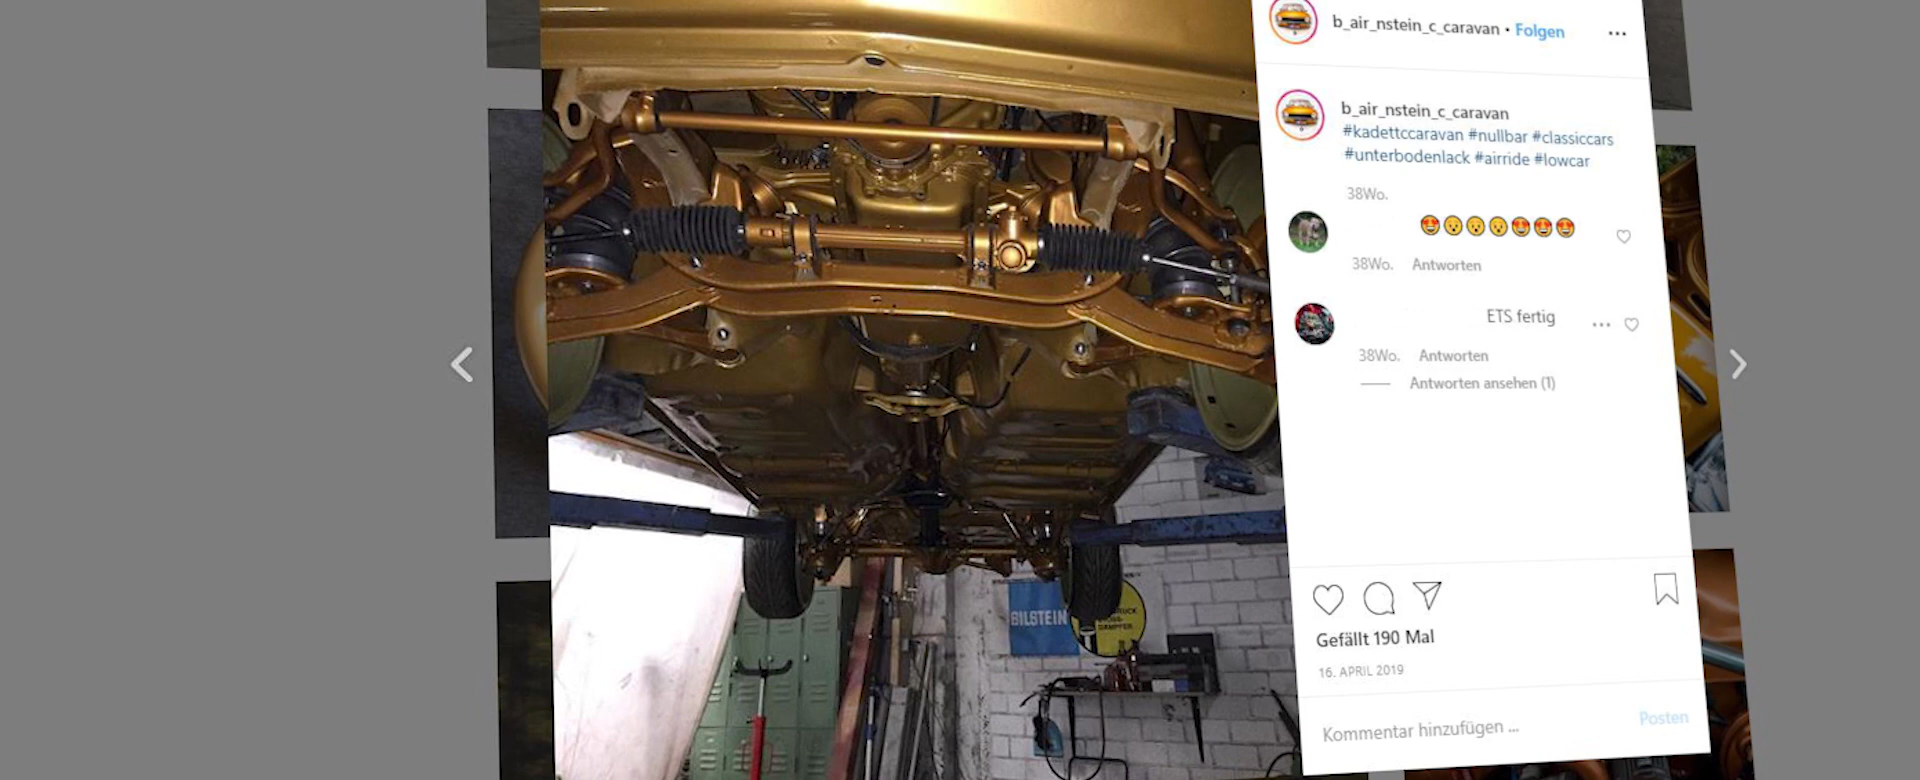 b_air_nstein_c_caravan • Folgen
b_air_nstein_c_caravan
#kadettccaravan #nullbar #classiccars
#unterbodenlack #airride #lowcar
38Wo.
😍😯😯😯😍😍😍
38Wo. Antworten
ETS fertig
38Wo. Antworten
Antworten ansehen (1)
Gefällt 190 Mal
16. APRIL 2019
Kommentar hinzufügen ... Posten
BILSTEIN
DÄMPFER